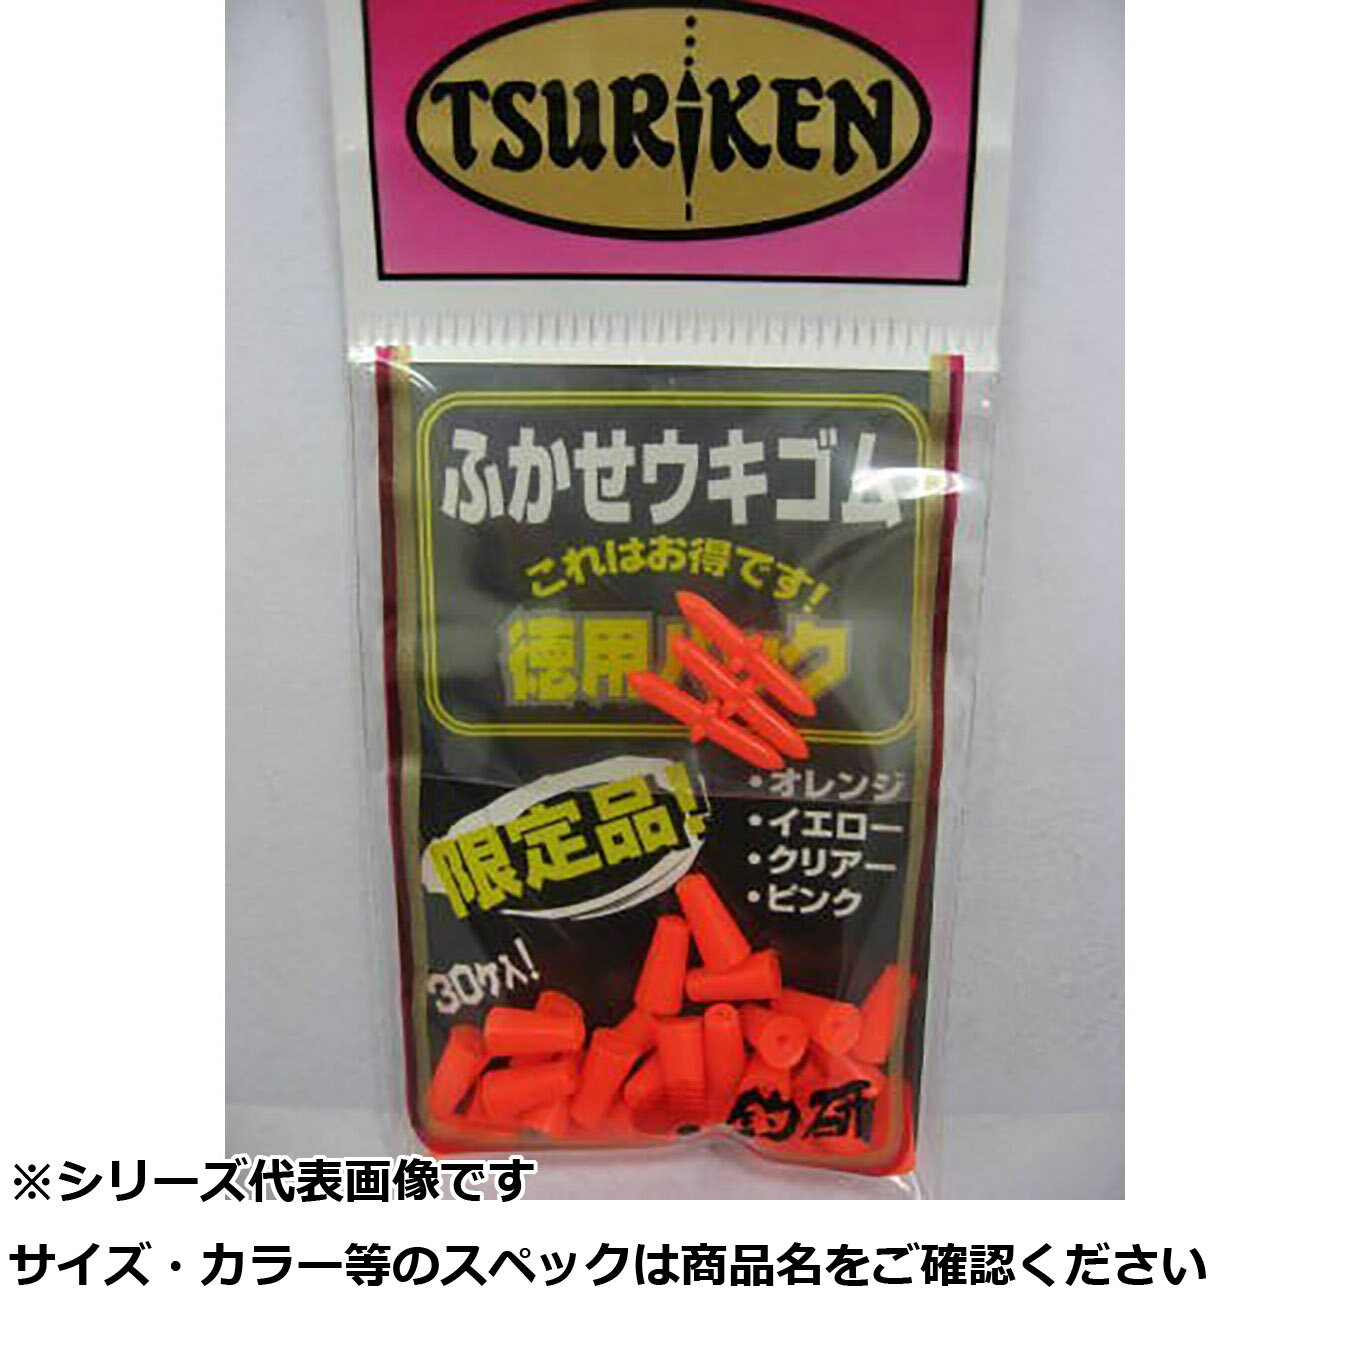 TSURIKEN
ふかせウキゴム
これはお得です!
徳用パック
限定品!
・オレンジ
・イエロー
・クリアー
・ピンク
30ヶ入!
釣研
※シリーズ代表画像です
サイズ・カラー等のスペックは商品名をご確認ください